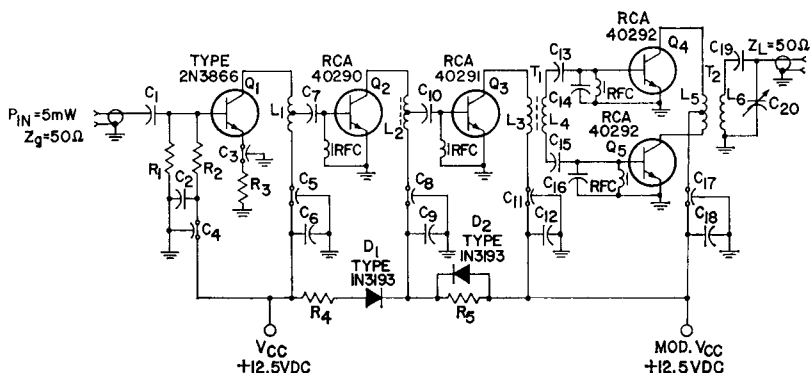 RCA
40292
C13
Q4
C19
ZL=50Ω
TYPE
2N3866
Q1
RCA
40290
Q2
RCA
40291
Q3
T1
T2
C1
C7
C10
RFC
C14
L5
L6
PIN=5mW
Zg=50Ω
L1
L2
L3
L4
RCA
40292
C20
C3
RFC
RFC
C15
Q5
R1
C2
R2
R3
C16
RFC
C4
C5
C8
C11
C17
C6
C9
C12
C18
D1
TYPE
1N3193
D2
TYPE
1N3193
R4
R5
VCC
+12.5VDC
MOD. VCC
+12.5VDC